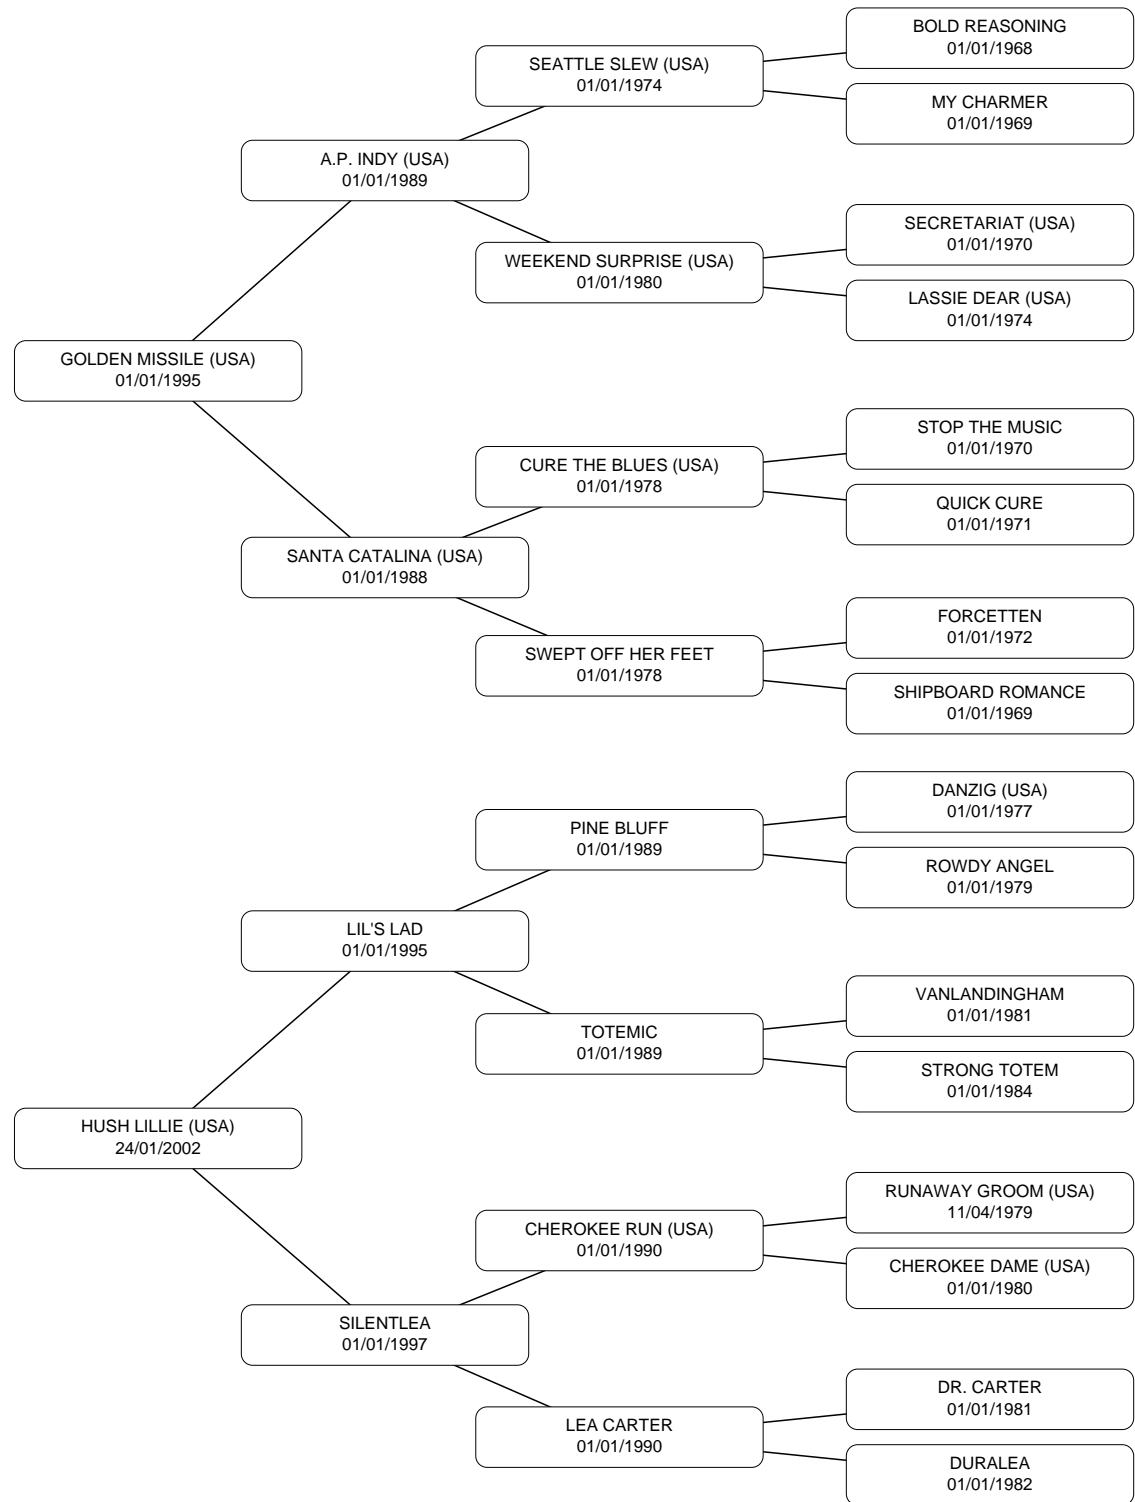 BOLD REASONING
01/01/1968
SEATTLE SLEW (USA)
01/01/1974
MY CHARMER
01/01/1969
A.P. INDY (USA)
01/01/1989
SECRETARIAT (USA)
01/01/1970
WEEKEND SURPRISE (USA)
01/01/1980
LASSIE DEAR (USA)
01/01/1974
GOLDEN MISSILE (USA)
01/01/1995
STOP THE MUSIC
01/01/1970
CURE THE BLUES (USA)
01/01/1978
QUICK CURE
01/01/1971
SANTA CATALINA (USA)
01/01/1988
FORCETTEN
01/01/1972
SWEPT OFF HER FEET
01/01/1978
SHIPBOARD ROMANCE
01/01/1969
DANZIG (USA)
01/01/1977
PINE BLUFF
01/01/1989
ROWDY ANGEL
01/01/1979
LIL'S LAD
01/01/1995
VANLANDINGHAM
01/01/1981
TOTEMIC
01/01/1989
STRONG TOTEM
01/01/1984
HUSH LILLIE (USA)
24/01/2002
RUNAWAY GROOM (USA)
11/04/1979
CHEROKEE RUN (USA)
01/01/1990
CHEROKEE DAME (USA)
01/01/1980
SILENTLEA
01/01/1997
DR. CARTER
01/01/1981
LEA CARTER
01/01/1990
DURALEA
01/01/1982